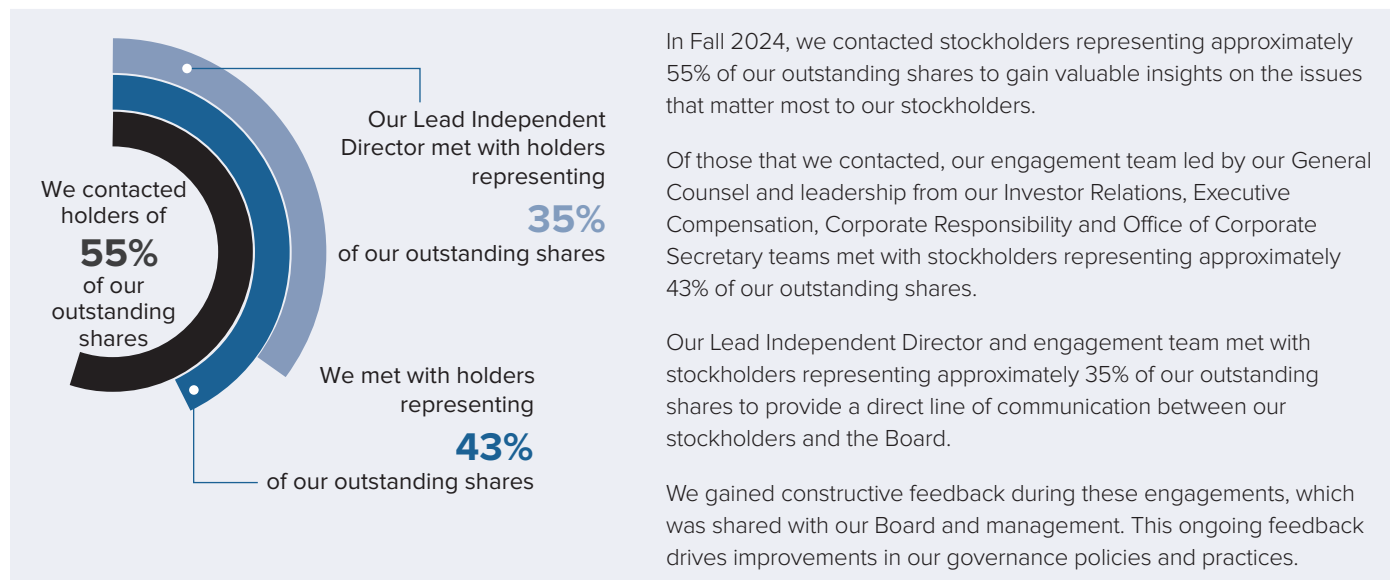 We contacted
holders of
55%
of our
outstanding
shares
Our Lead Independent
Director met with holders
representing
35%
of our outstanding shares
We met with holders
representing
43%
of our outstanding shares
In Fall 2024, we contacted stockholders representing approximately
55% of our outstanding shares to gain valuable insights on the issues
that matter most to our stockholders.
Of those that we contacted, our engagement team led by our General
Counsel and leadership from our Investor Relations, Executive
Compensation, Corporate Responsibility and Office of Corporate
Secretary teams met with stockholders representing approximately
43% of our outstanding shares.
Our Lead Independent Director and engagement team met with
stockholders representing approximately 35% of our outstanding
shares to provide a direct line of communication between our
stockholders and the Board.
We gained constructive feedback during these engagements, which
was shared with our Board and management. This ongoing feedback
drives improvements in our governance policies and practices.